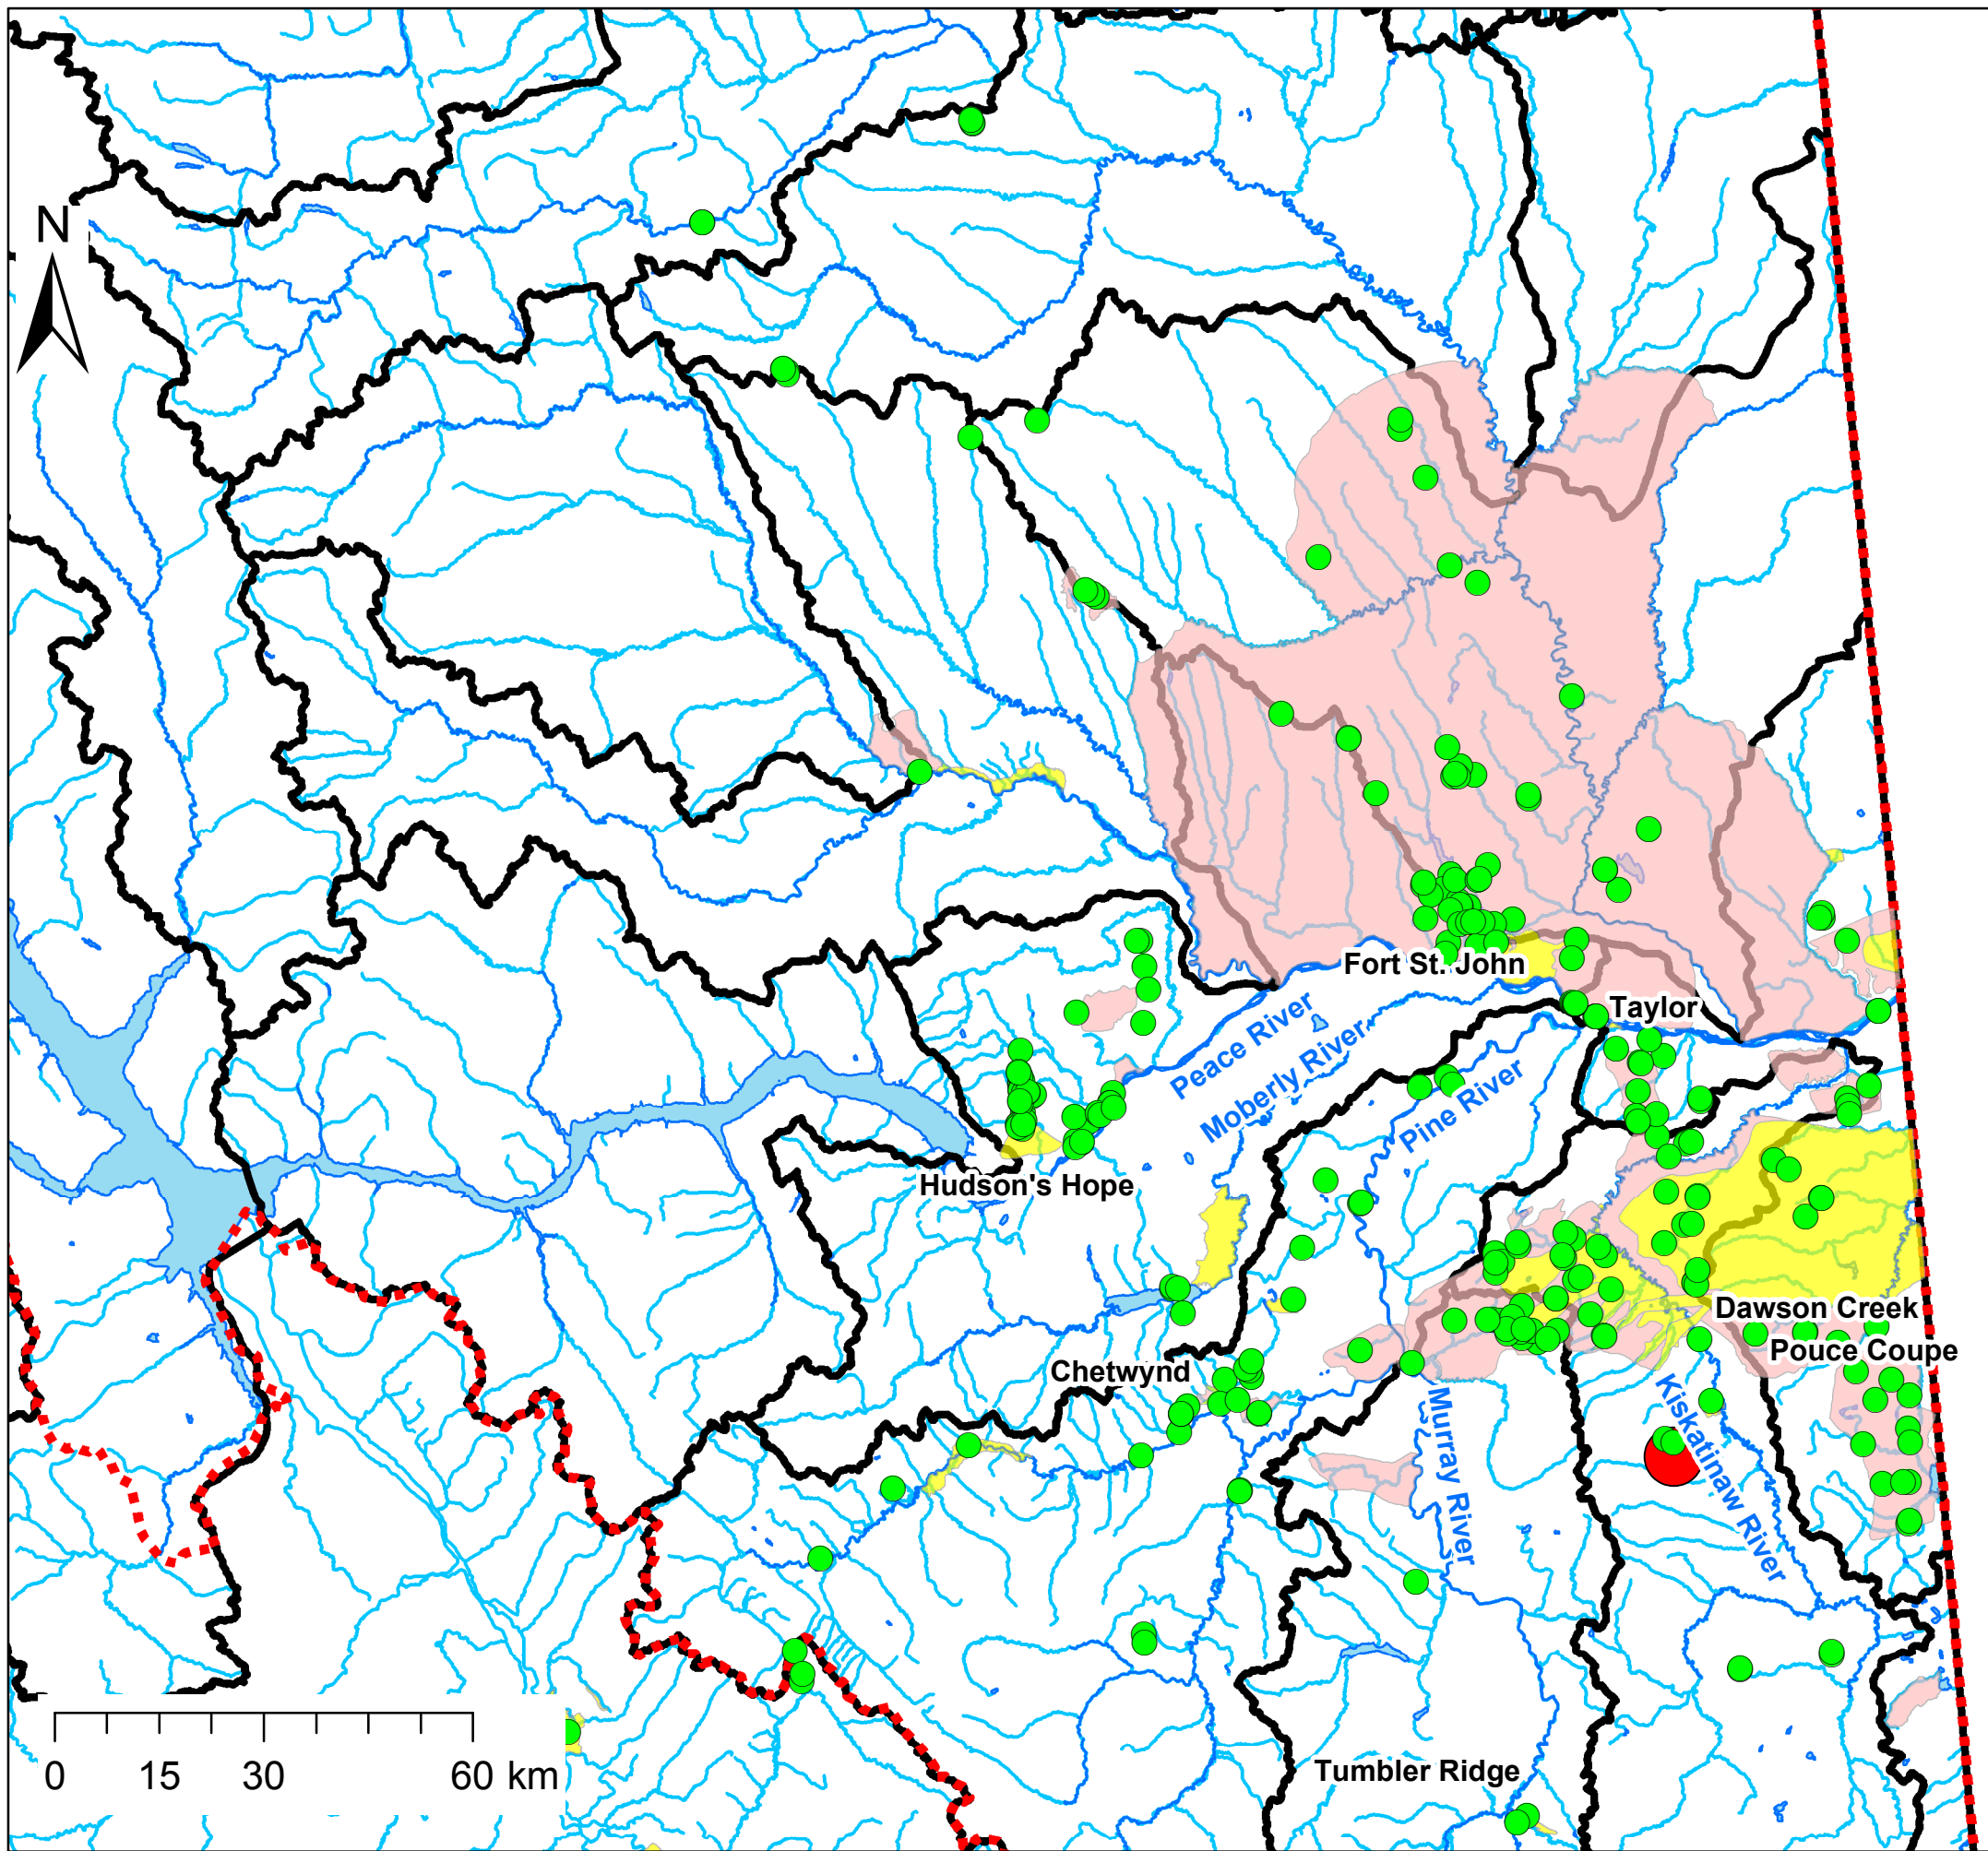 N
Fort St. John
Taylor
Peace River
Moberly River
Pine River
Hudson's Hope
Dawson Creek
Pouce Coupe
Chetwynd
Murray River
Kiskatinaw River
Tumbler Ridge
0 15 30 60 km